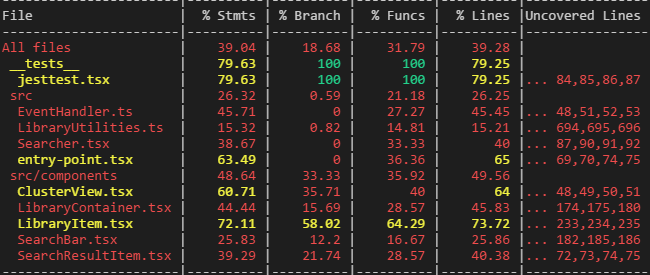 File | % Stmts | % Branch | % Funcs | % Lines |Uncovered Lines
All files | 39.04 | 18.68 | 31.79 | 39.28 |
__tests__ | 79.63 | 100 | 100 | 79.25 |
jesttest.tsx | 79.63 | 100 | 100 | 79.25 |... 84,85,86,87
src | 26.32 | 0.59 | 21.18 | 26.25 |
EventHandler.ts | 45.71 | 0 | 27.27 | 45.45 |... 48,51,52,53
LibraryUtilities.ts | 15.32 | 0.82 | 14.81 | 15.21 |... 694,695,696
Searcher.tsx | 38.67 | 0 | 33.33 | 40 |... 87,90,91,92
entry-point.tsx | 63.49 | 0 | 36.36 | 65 |... 69,70,74,75
src/components | 48.64 | 33.33 | 35.92 | 49.56 |
ClusterView.tsx | 60.71 | 35.71 | 40 | 64 |... 48,49,50,51
LibraryContainer.tsx | 44.44 | 15.69 | 28.57 | 45.83 |... 174,175,180
LibraryItem.tsx | 72.11 | 58.02 | 64.29 | 73.72 |... 233,234,235
SearchBar.tsx | 25.83 | 12.2 | 16.67 | 25.86 |... 182,185,186
SearchResultItem.tsx | 39.29 | 21.74 | 28.57 | 40.38 |... 72,73,74,75